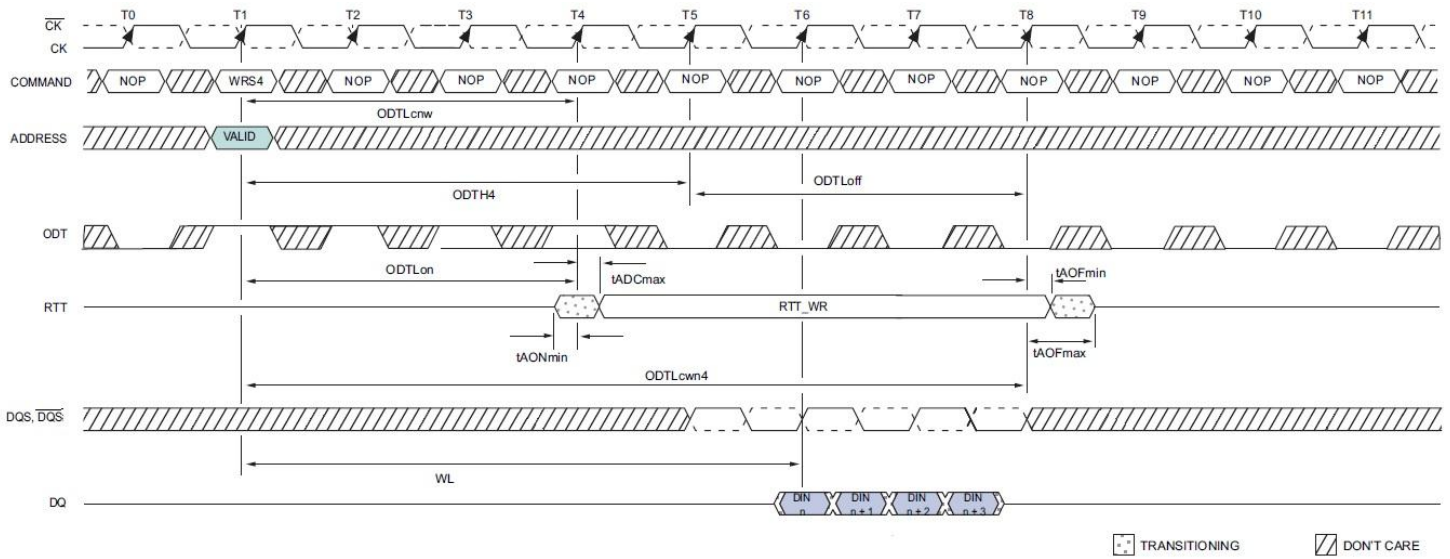 T0 T1 T2 T3 T4 T5 T6 T7 T8 T9 T10 T11
CK
CK
COMMAND NOP WRS4 NOP NOP NOP NOP NOP NOP NOP NOP NOP NOP
ODTLcnw
ADDRESS VALID
ODTH4 ODTLoff
ODT
ODTLon tADCmax tAOFmin
RTT RTT_WR
tAONmin tAOFmax
ODTLcwn4
DQS, DQS
WL
DQ DIN n DIN n + 1 DIN n + 2 DIN n + 3
TRANSITIONING DON'T CARE